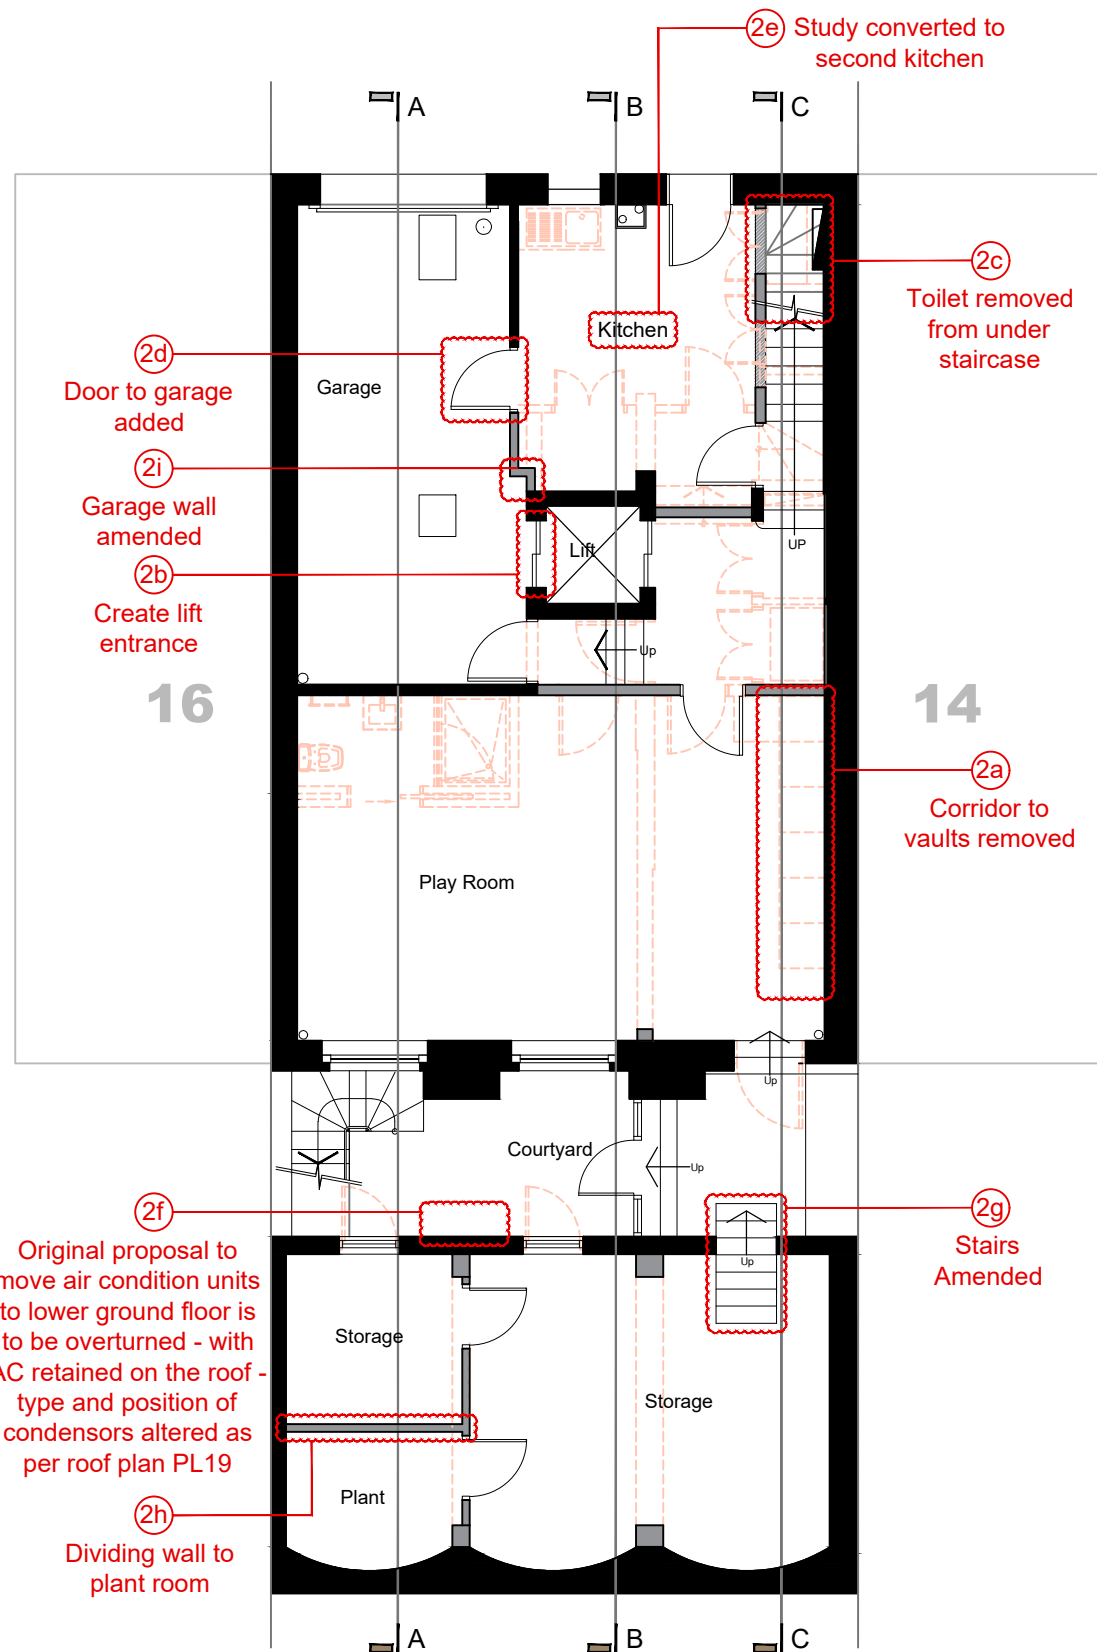 2e Study converted to
second kitchen
A
B
C
2c
Toilet removed
from under
staircase
Kitchen
2d
Door to garage
added
Garage
2i
Garage wall
amended
Lift
UP
2b
Create lift
entrance
Up
16
14
2a
Corridor to
vaults removed
Play Room
Up
Courtyard
Up
2f
Original proposal to
move air condition units
to lower ground floor is
to be overturned - with
AC retained on the roof -
type and position of
condensors altered as
per roof plan PL19
2g
Stairs
Amended
Up
Storage
Storage
Plant
2h
Dividing wall to
plant room
A
B
C